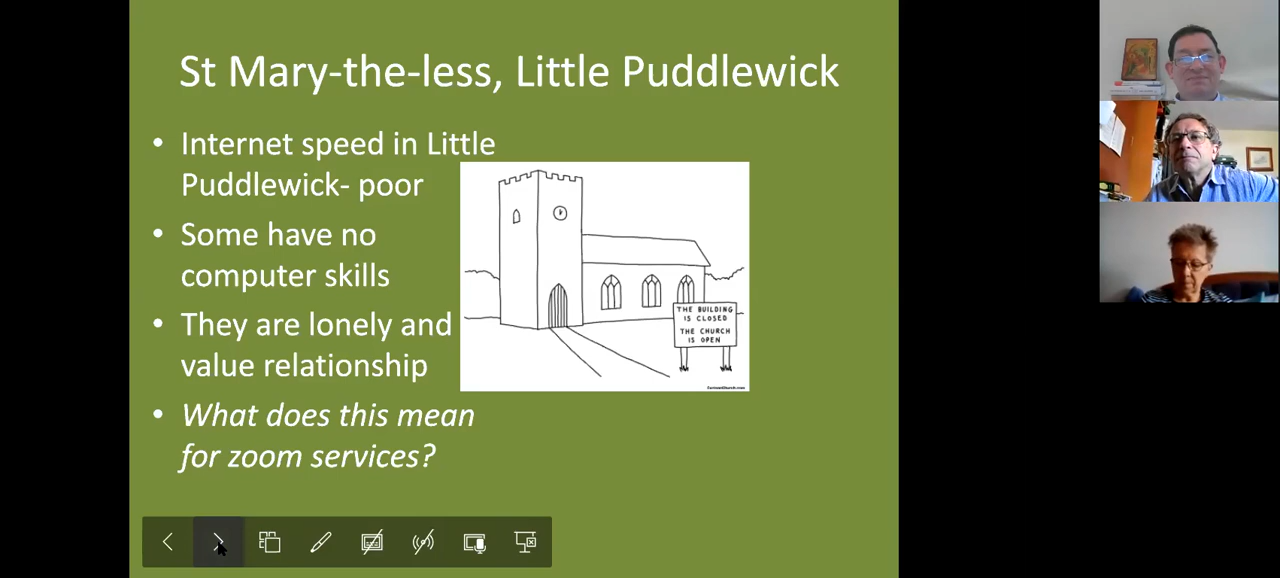 St Mary-the-less, Little Puddlewick
• Internet speed in Little
Puddlewick- poor
• Some have no
computer skills
• They are lonely and
value relationship
• What does this mean
for zoom services?
THE BUILDING
IS CLOSED
THE CHURCH
IS OPEN
CartoonChurch.com